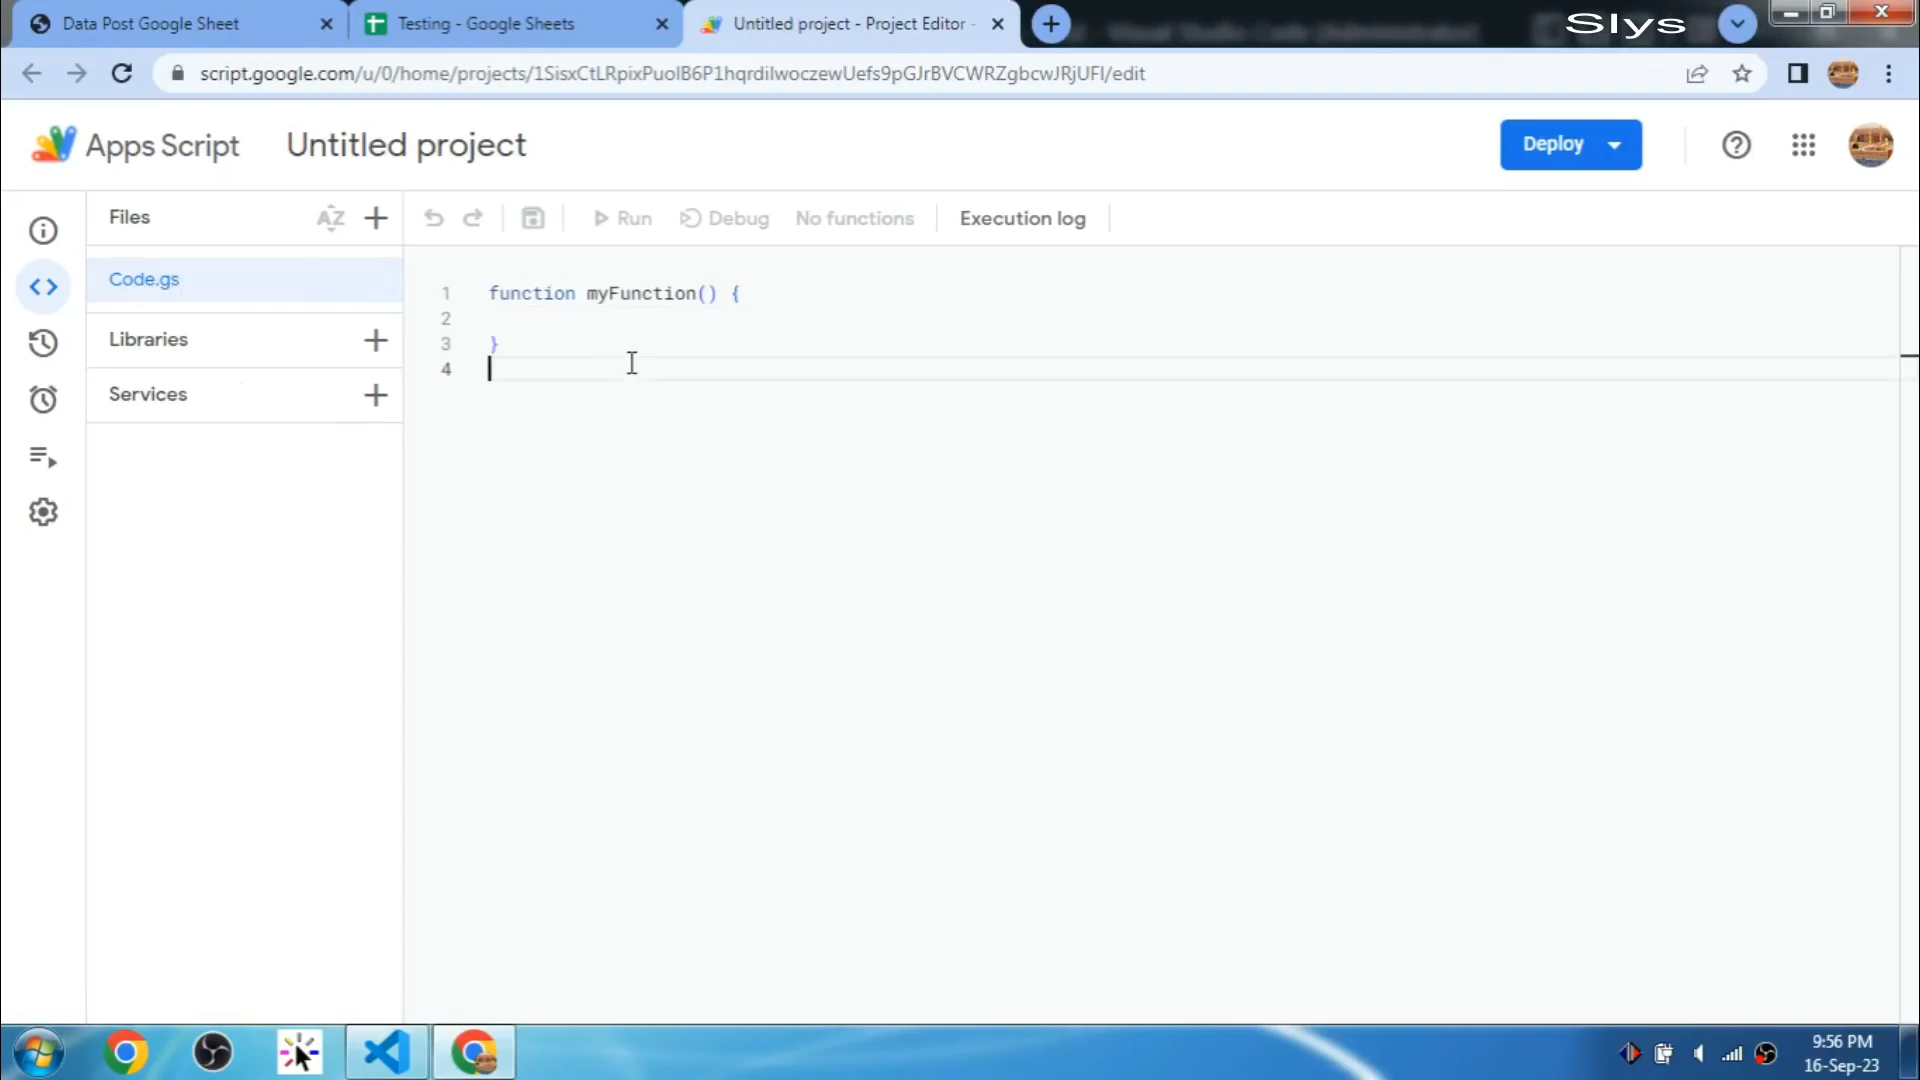 Data Post Google Sheet
Testing - Google Sheets
Untitled project - Project Editor -
Slys
script.google.com/u/0/home/projects/1SisxCtLRpixPuolB6P1hqrdilwoczewUefs9pGJrBVCWRZgbcwJRjUFl/edit
Apps Script
Untitled project
Deploy
Files
AZ
Run
Debug
No functions
Execution log
Code.gs
Libraries
Services
1 function myFunction() {
2
3 }
4
9:56 PM
16-Sep-23